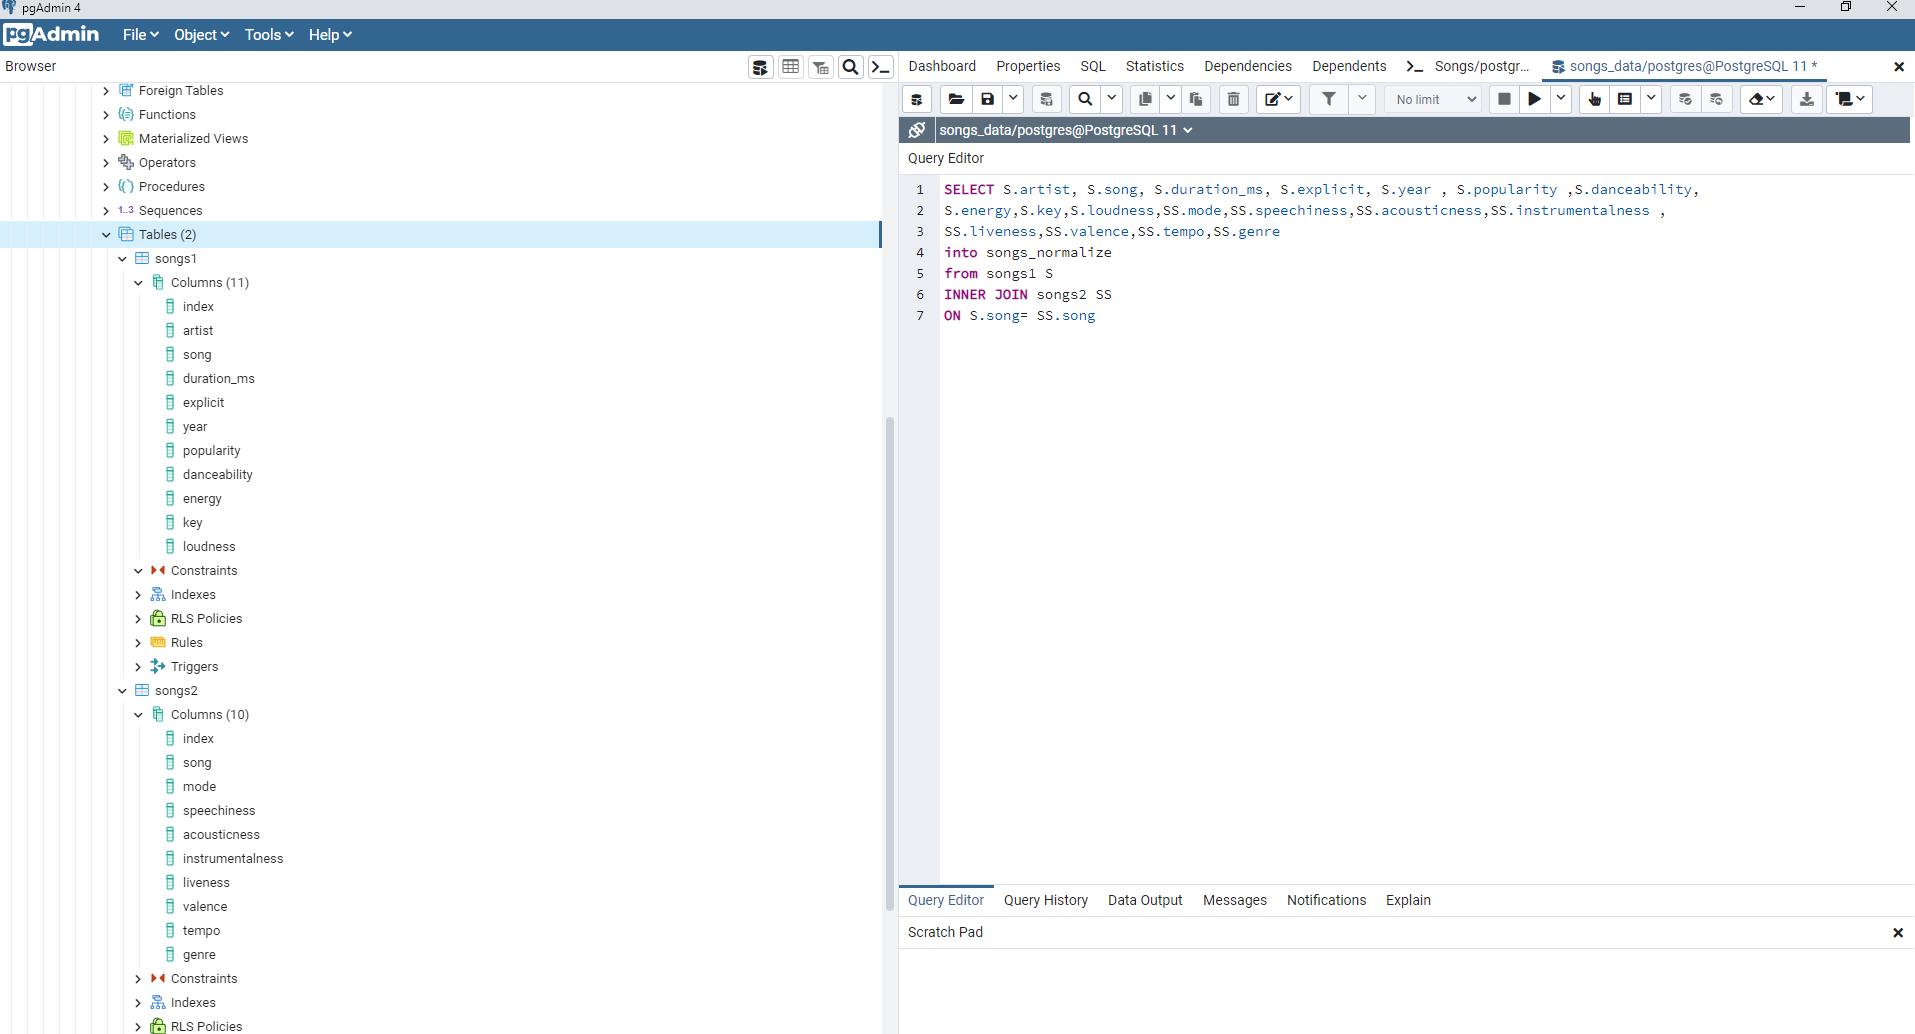 pgAdmin 4
pgAdmin File Object Tools Help
Browser
Dashboard Properties SQL Statistics Dependencies Dependents Songs/postgr... songs_data/postgres@PostgreSQL 11 *
No limit
songs_data/postgres@PostgreSQL 11
Query Editor
Foreign Tables
Functions
Materialized Views
Operators
Procedures
1..3 Sequences
Tables (2)
songs1
Columns (11)
index
artist
song
duration_ms
explicit
year
popularity
danceability
energy
key
loudness
Constraints
Indexes
RLS Policies
Rules
Triggers
songs2
Columns (10)
index
song
mode
speechiness
acousticness
instrumentalness
liveness
valence
tempo
genre
Constraints
Indexes
RLS Policies
1 SELECT S.artist, S.song, S.duration_ms, S.explicit, S.year , S.popularity ,S.danceability,
2 S.energy,S.key,S.loudness,SS.mode,SS.speechiness,SS.acousticness,SS.instrumentalness ,
3 SS.liveness,SS.valence,SS.tempo,SS.genre
4 into songs_normalize
5 from songs1 S
6 INNER JOIN songs2 SS
7 ON S.song= SS.song
Query Editor Query History Data Output Messages Notifications Explain
Scratch Pad